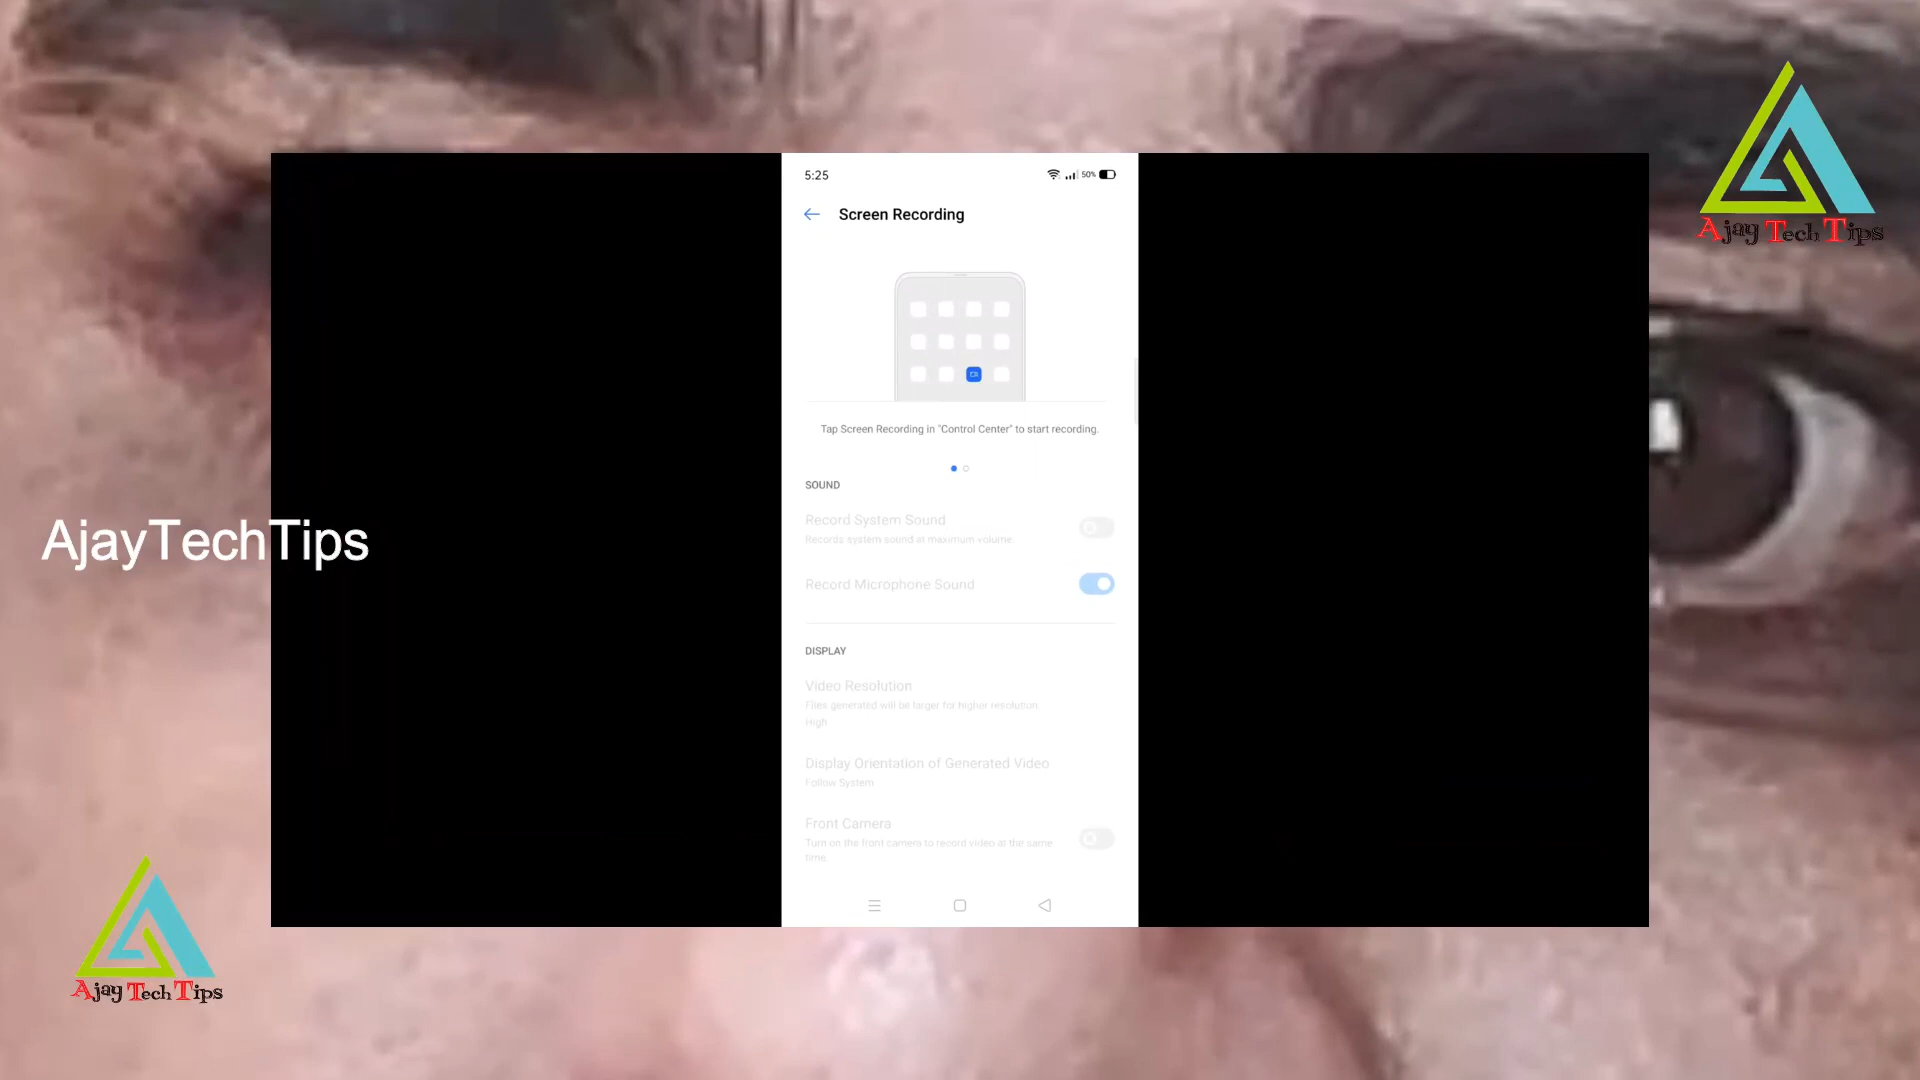 5:25
50%
Screen Recording
Tap Screen Recording in "Control Center" to start recording.
SOUND
Record System Sound
Records system sound at maximum volume.
Record Microphone Sound
DISPLAY
Video Resolution
Files generated will be larger for higher resolution.
High
Display Orientation of Generated Video
Follow System
Front Camera
Turn on the front camera to record video at the same
time.
AjayTechTips
Ajay Tech Tips
Ajay Tech Tips